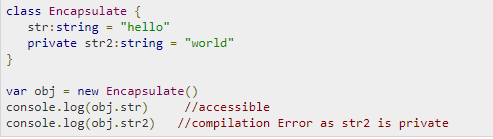 class Encapsulate {
   str:string = "hello"
   private str2:string = "world"
}

var obj = new Encapsulate()
console.log(obj.str)     //accessible
console.log(obj.str2)   //compilation Error as str2 is private